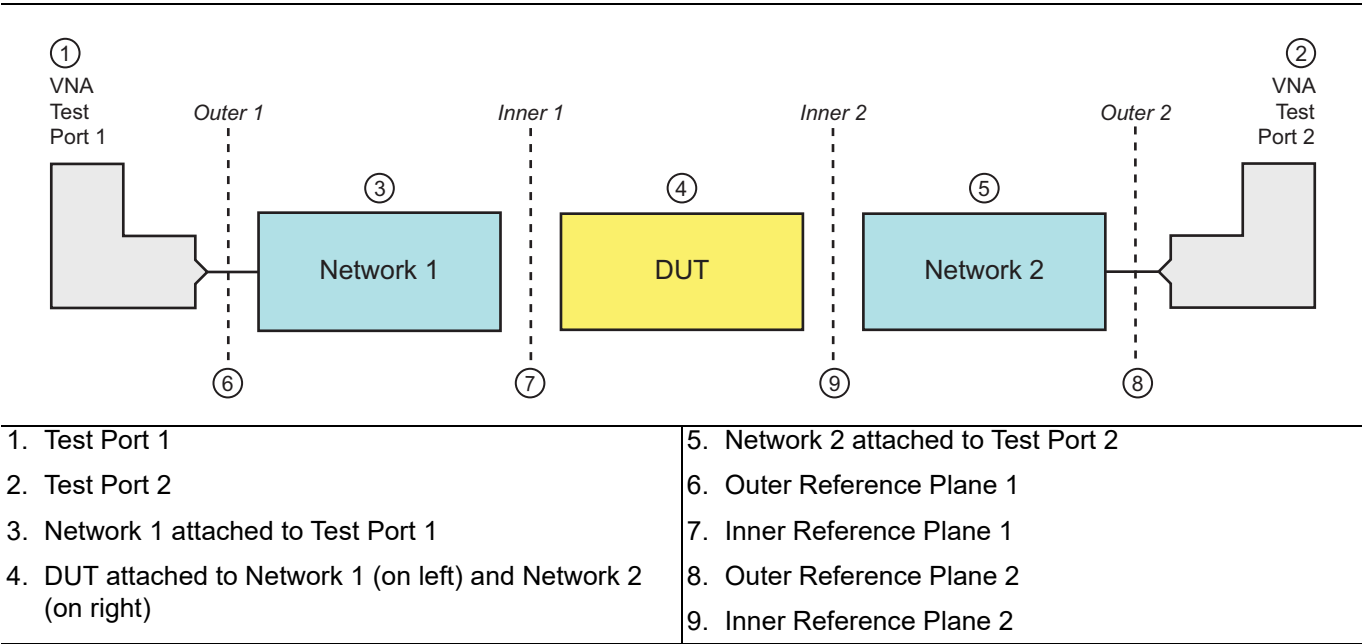 ①
VNA
Test
Port 1
②
VNA
Test
Port 2
Outer 1
Inner 1
Inner 2
Outer 2
③
④
⑤
Network 1
DUT
Network 2
⑥
⑦
⑨
⑧
1. Test Port 1
2. Test Port 2
3. Network 1 attached to Test Port 1
4. DUT attached to Network 1 (on left) and Network 2
(on right)
5. Network 2 attached to Test Port 2
6. Outer Reference Plane 1
7. Inner Reference Plane 1
8. Outer Reference Plane 2
9. Inner Reference Plane 2